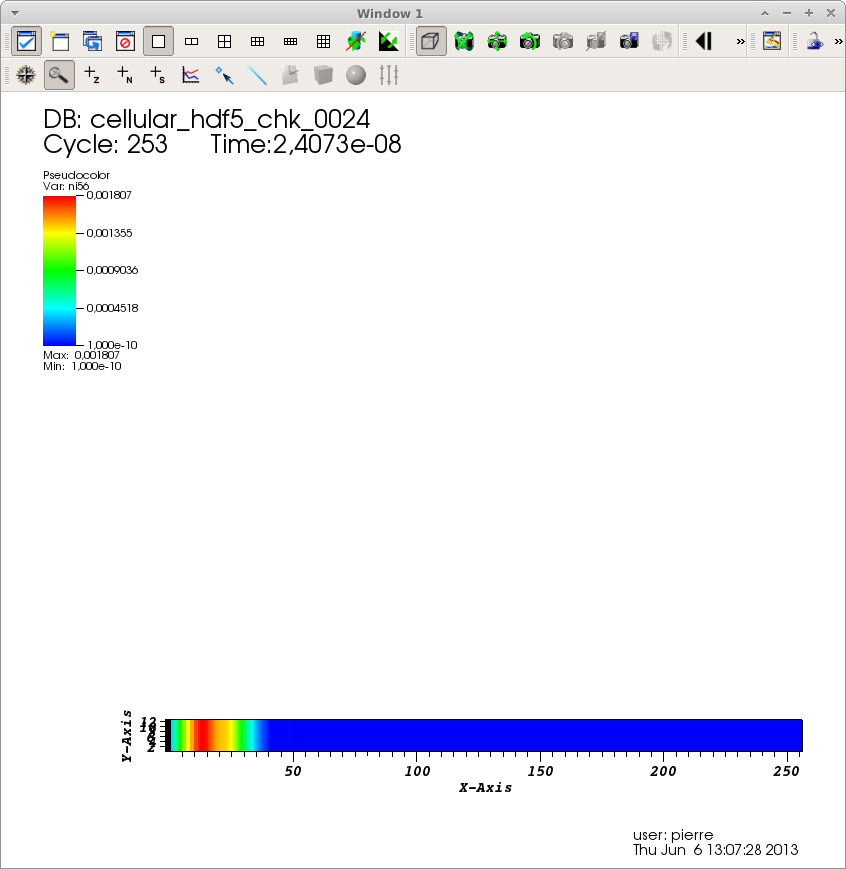 Window 1
» »
Z N S
DB: cellular_hdf5_chk_0024
Cycle: 253 Time:2,4073e-08
Pseudocolor
Var: ni56
0,001807
0,001355
0,0009036
0,0004518
1,000e-10
Max: 0,001807
Min: 1,000e-10
Y-Axis
12
10
8
6
4
2
50 100 150 200 250
X-Axis
user: pierre
Thu Jun 6 13:07:28 2013